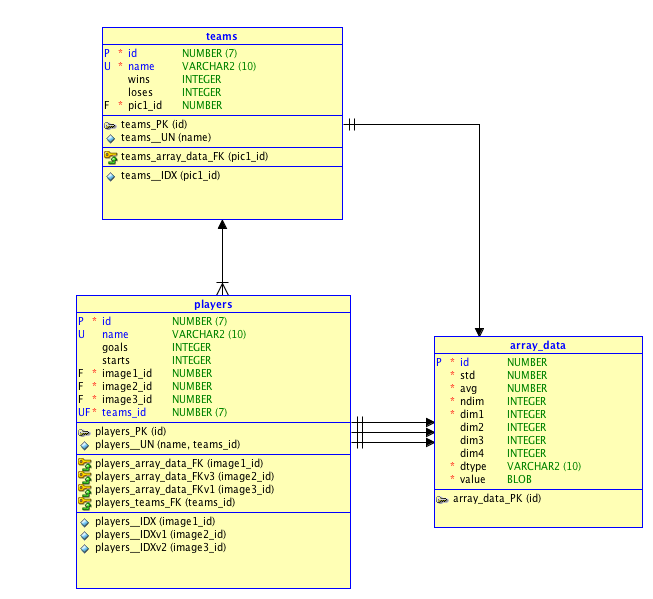 teams
P * id NUMBER (7)
U * name VARCHAR2 (10)
wins INTEGER
loses INTEGER
F * pic1_id NUMBER
teams_PK (id)
teams__UN (name)
teams_array_data_FK (pic1_id)
teams__IDX (pic1_id)
players
P * id NUMBER (7)
U name VARCHAR2 (10)
goals INTEGER
starts INTEGER
F * image1_id NUMBER
F * image2_id NUMBER
F * image3_id NUMBER
UF * teams_id NUMBER (7)
players_PK (id)
players__UN (name, teams_id)
players_array_data_FK (image1_id)
players_array_data_FKv3 (image2_id)
players_array_data_FKv1 (image3_id)
players_teams_FK (teams_id)
players__IDX (image1_id)
players__IDXv1 (image2_id)
players__IDXv2 (image3_id)
array_data
P * id NUMBER
* std NUMBER
* avg NUMBER
* ndim INTEGER
* dim1 INTEGER
dim2 INTEGER
dim3 INTEGER
dim4 INTEGER
* dtype VARCHAR2 (10)
* value BLOB
array_data_PK (id)